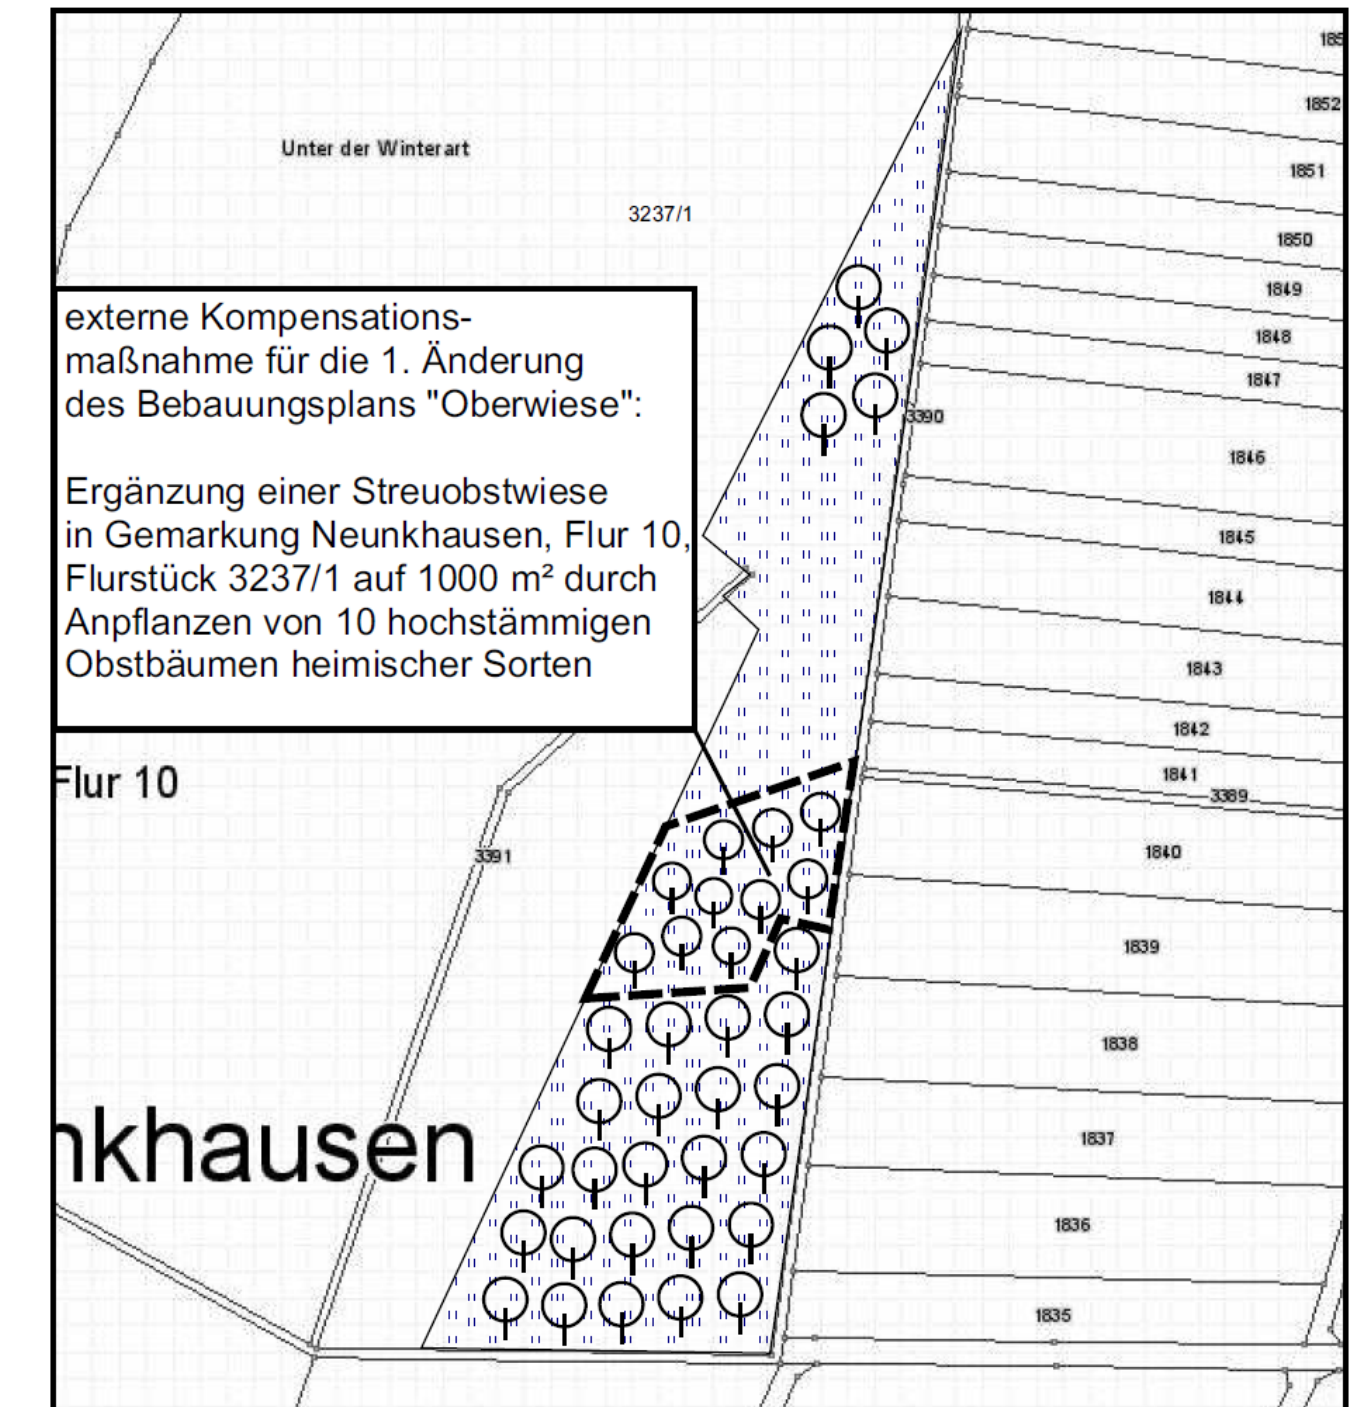 185
1852
Unter der Winterart
1851
3237/1
1850
1849
externe Kompensations-
maßnahme für die 1. Änderung
des Bebauungsplans "Oberwiese":
Ergänzung einer Streuobstwiese
in Gemarkung Neunkhausen, Flur 10,
Flurstück 3237/1 auf 1000 m² durch
Anpflanzen von 10 hochstämmigen
Obstbäumen heimischer Sorten
1848
1847
3390
1846
1845
1844
1843
1842
Flur 10
1841
3389
3391
1840
1839
1838
nkhausen
1837
1836
1835